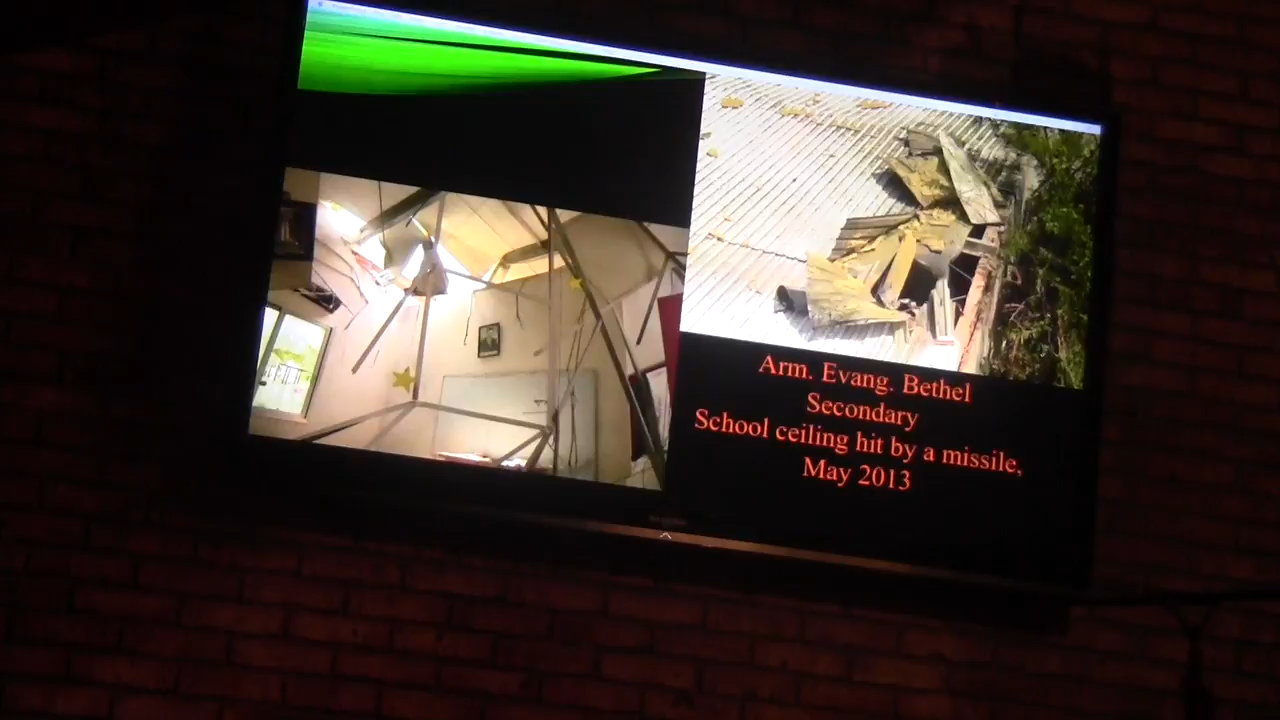 Arm. Evang. Bethel
Secondary
School ceiling hit by a missile,
May 2013